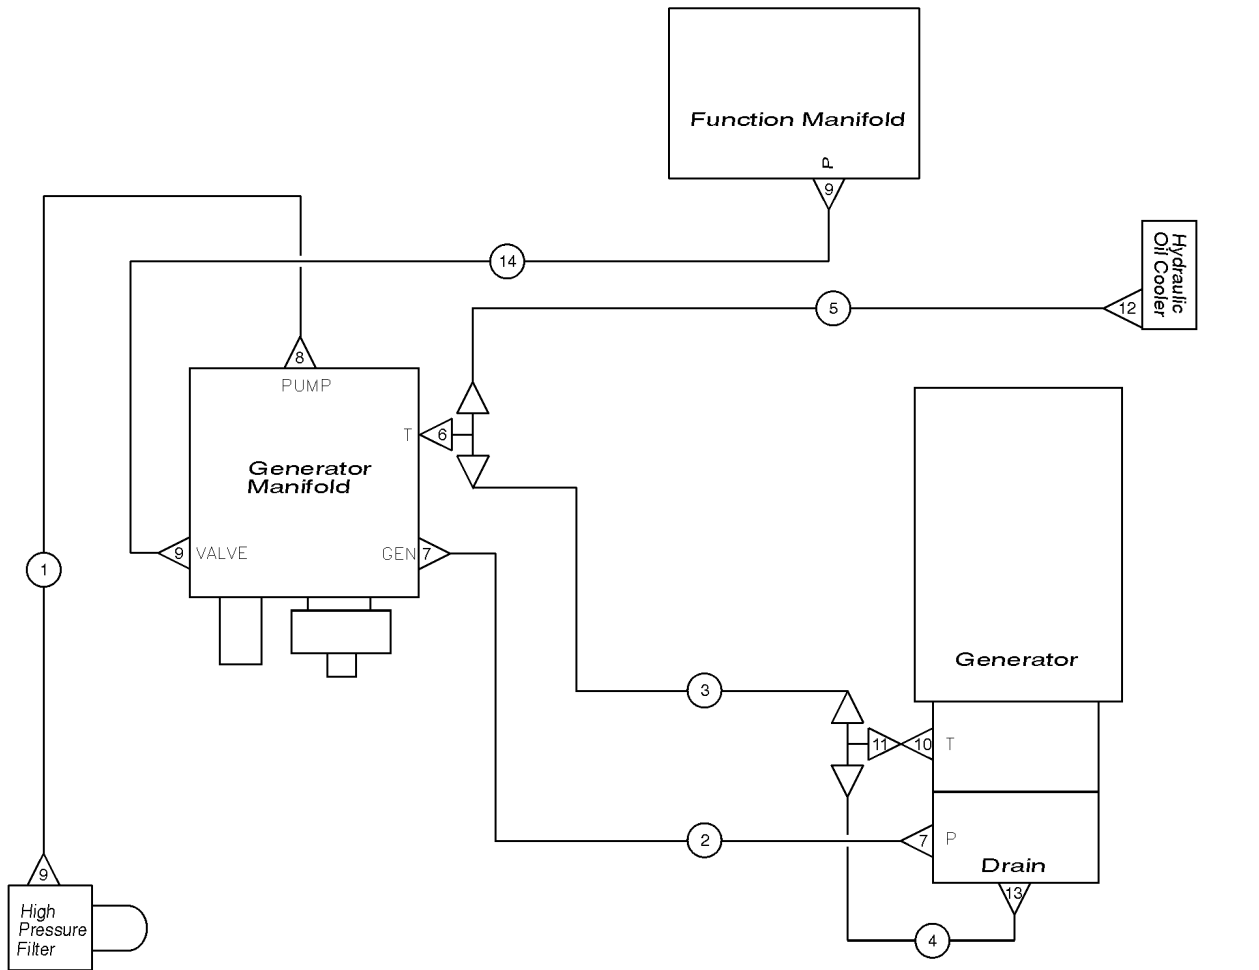 Function Manifold
P
9
14
Hydraulic
Oil Cooler
5
12
8
PUMP
T
6
Generator
Manifold
9
VALVE
GEN
7
1
Generator
3
11
10
T
2
7
P
Drain
13
9
High
Pressure
Filter
4